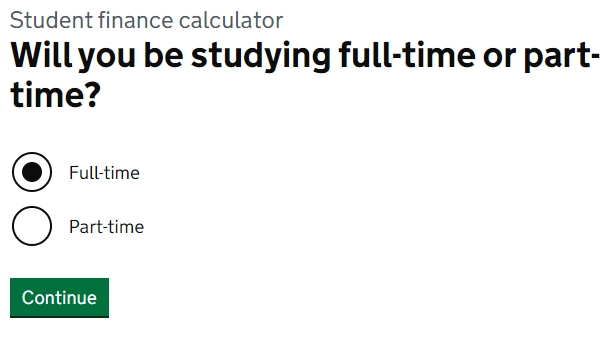 Student finance calculator
Will you be studying full-time or part-
time?
Full-time
Part-time
Continue